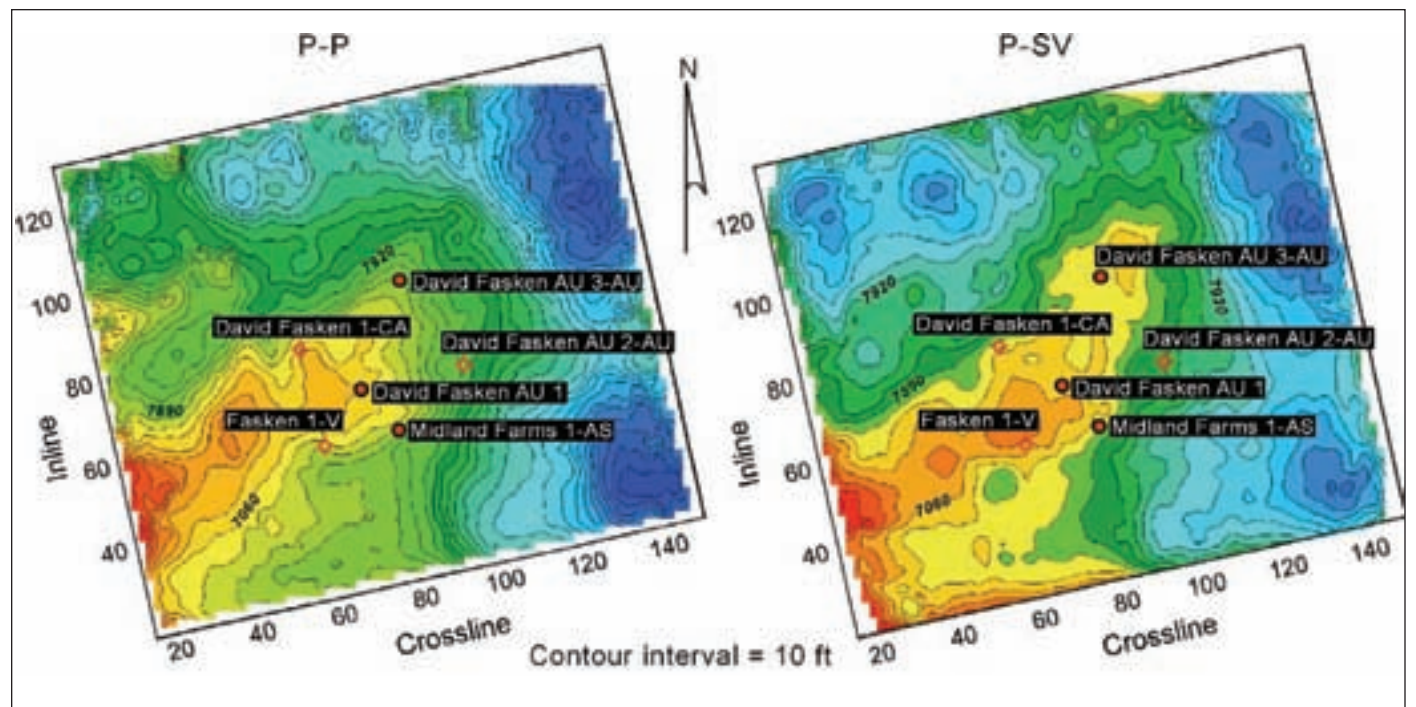 P-P
N
P-SV
120
100
80
60
40
Inline
7920
David Fasken AU 3-AU
David Fasken 1-CA
David Fasken AU 2-AU
David Fasken AU 1
Fasken 1-V
Midland Farms 1-AS
7890
7860
20
40
60
80
100
120
140
Crossline
120
100
80
60
40
Inline
David Fasken AU 3-AU
7920
David Fasken 1-CA
David Fasken AU 2-AU
David Fasken AU 1
Fasken 1-V
Midland Farms 1-AS
20
40
60
80
100
120
140
Crossline
Contour interval = 10 ft